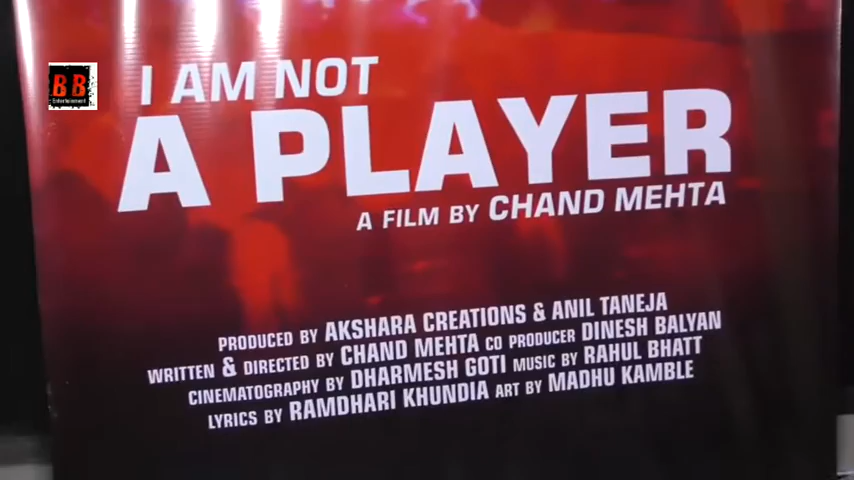 BB
Entertainment
I AM NOT
A PLAYER
A FILM BY CHAND MEHTA
PRODUCED BY AKSHARA CREATIONS & ANIL TANEJA
WRITTEN & DIRECTED BY CHAND MEHTA CO PRODUCER DINESH BALYAN
CINEMATOGRAPHY BY DHARMESH GOTI MUSIC BY RAHUL BHATT
LYRICS BY RAMDHARI KHUNDIA ART BY MADHU KAMBLE